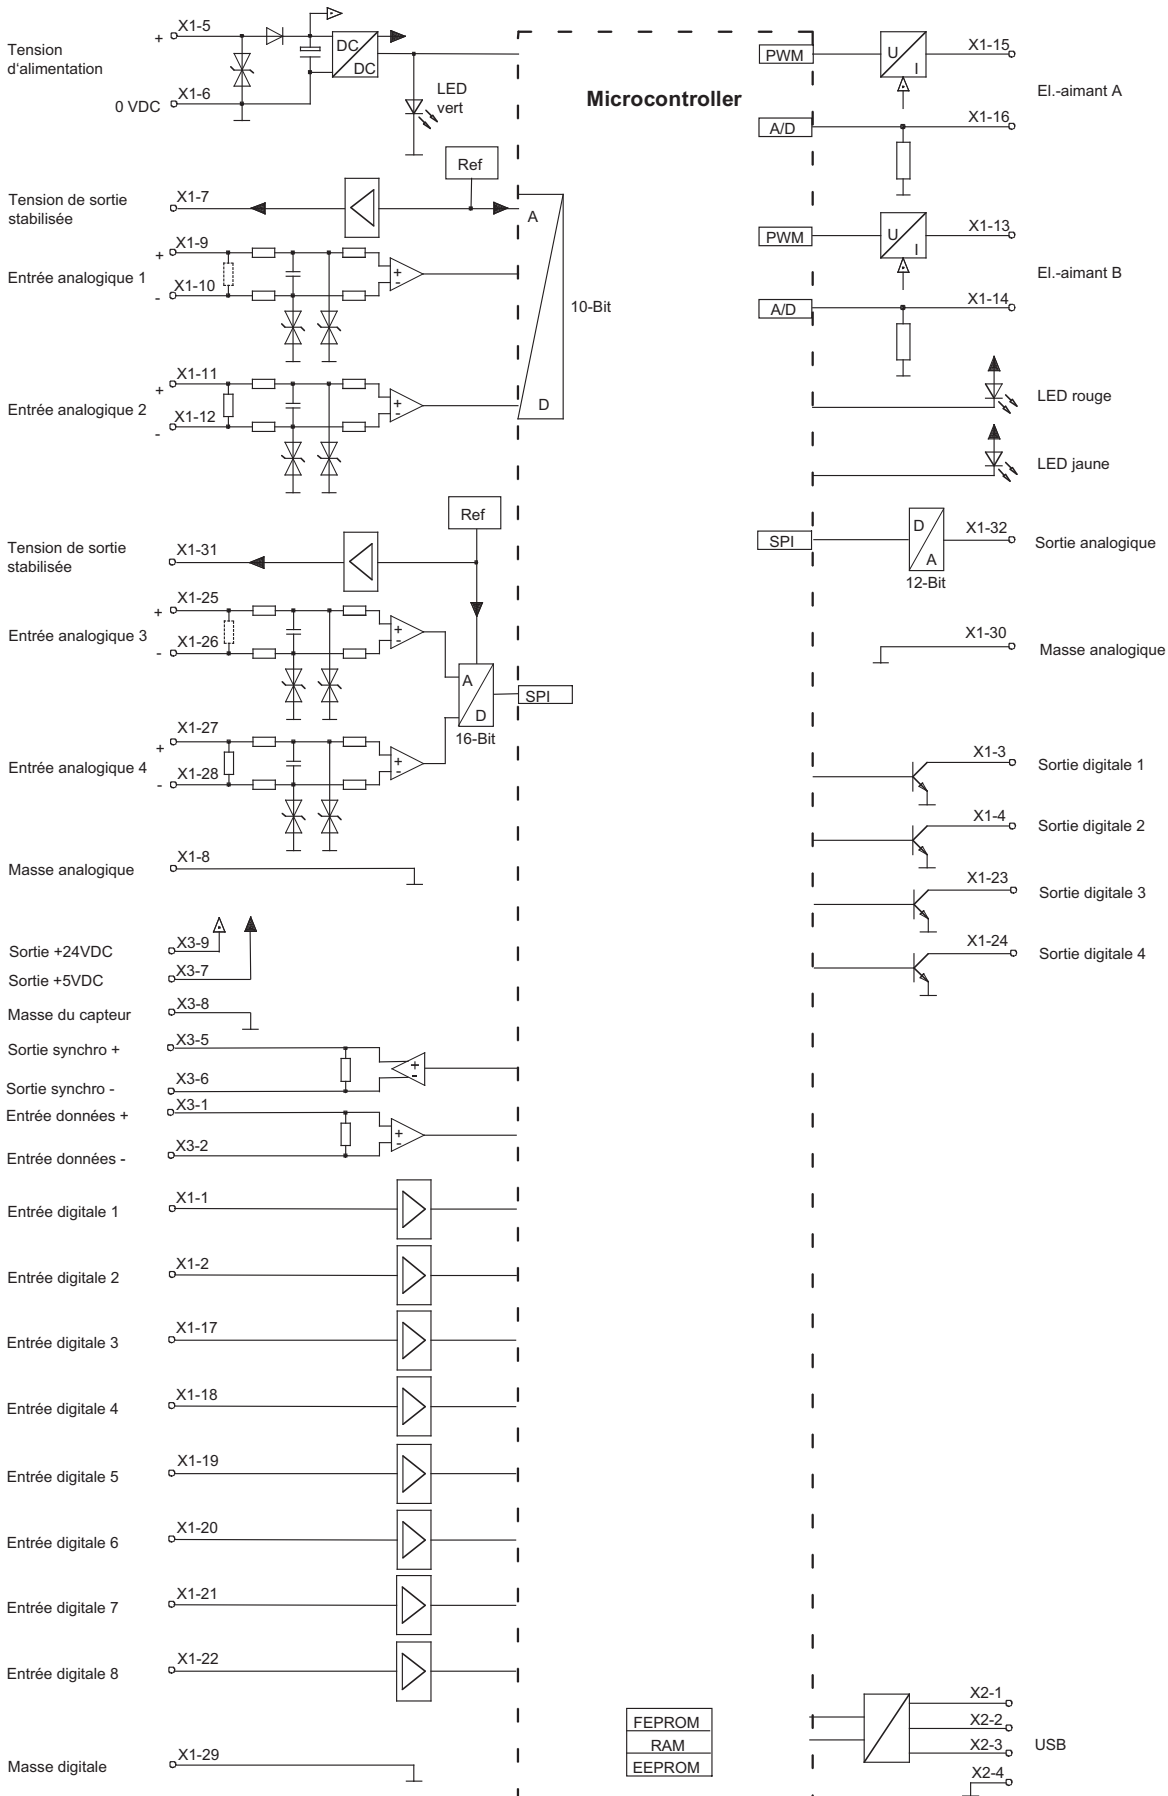 Tension
d'alimentation
+
X1-5
0 VDC
X1-6
DC
DC
LED
vert
Microcontroller
Ref
Tension de sortie
stabilisée
X1-7
Entrée analogique 1
+
X1-9
-
X1-10
+
-
A
10-Bit
D
Entrée analogique 2
+
X1-11
-
X1-12
+
-
Ref
Tension de sortie
stabilisée
X1-31
Entrée analogique 3
+
X1-25
-
X1-26
+
-
A
D
16-Bit
SPI
Entrée analogique 4
+
X1-27
-
X1-28
+
-
Masse analogique
X1-8
Sortie +24VDC
X3-9
Sortie +5VDC
X3-7
Masse du capteur
X3-8
Sortie synchro +
X3-5
Sortie synchro -
X3-6
+
-
Entrée données +
X3-1
Entrée données -
X3-2
+
-
Entrée digitale 1
X1-1
Entrée digitale 2
X1-2
Entrée digitale 3
X1-17
Entrée digitale 4
X1-18
Entrée digitale 5
X1-19
Entrée digitale 6
X1-20
Entrée digitale 7
X1-21
Entrée digitale 8
X1-22
Masse digitale
X1-29
FEPROM
RAM
EEPROM
PWM
U
I
X1-15
El.-aimant A
A/D
X1-16
PWM
U
I
X1-13
El.-aimant B
A/D
X1-14
LED rouge
LED jaune
SPI
D
A
12-Bit
X1-32
Sortie analogique
X1-30
Masse analogique
X1-3
Sortie digitale 1
X1-4
Sortie digitale 2
X1-23
Sortie digitale 3
X1-24
Sortie digitale 4
X2-1
X2-2
X2-3
USB
X2-4